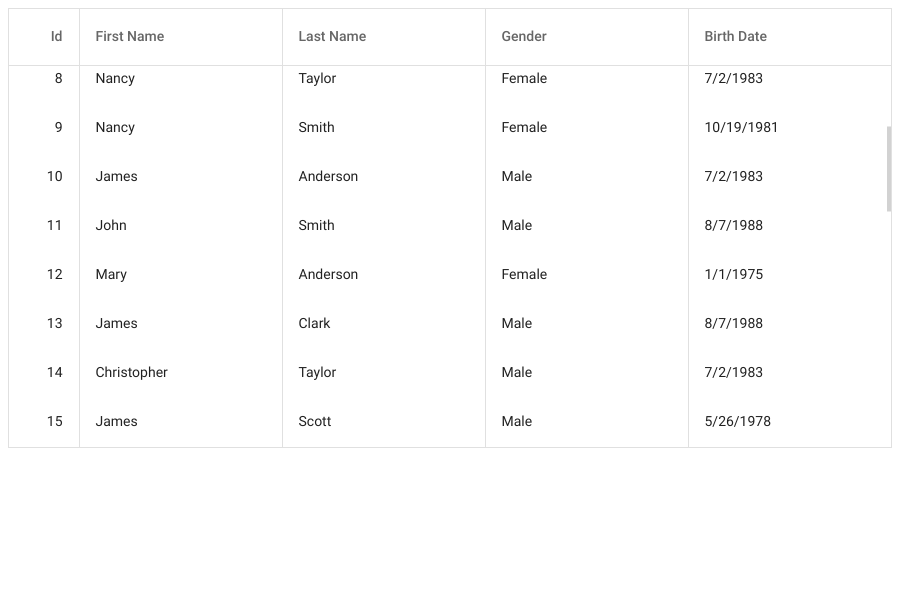 Id First Name Last Name Gender Birth Date
8 Nancy Taylor Female 7/2/1983
9 Nancy Smith Female 10/19/1981
10 James Anderson Male 7/2/1983
11 John Smith Male 8/7/1988
12 Mary Anderson Female 1/1/1975
13 James Clark Male 8/7/1988
14 Christopher Taylor Male 7/2/1983
15 James Scott Male 5/26/1978